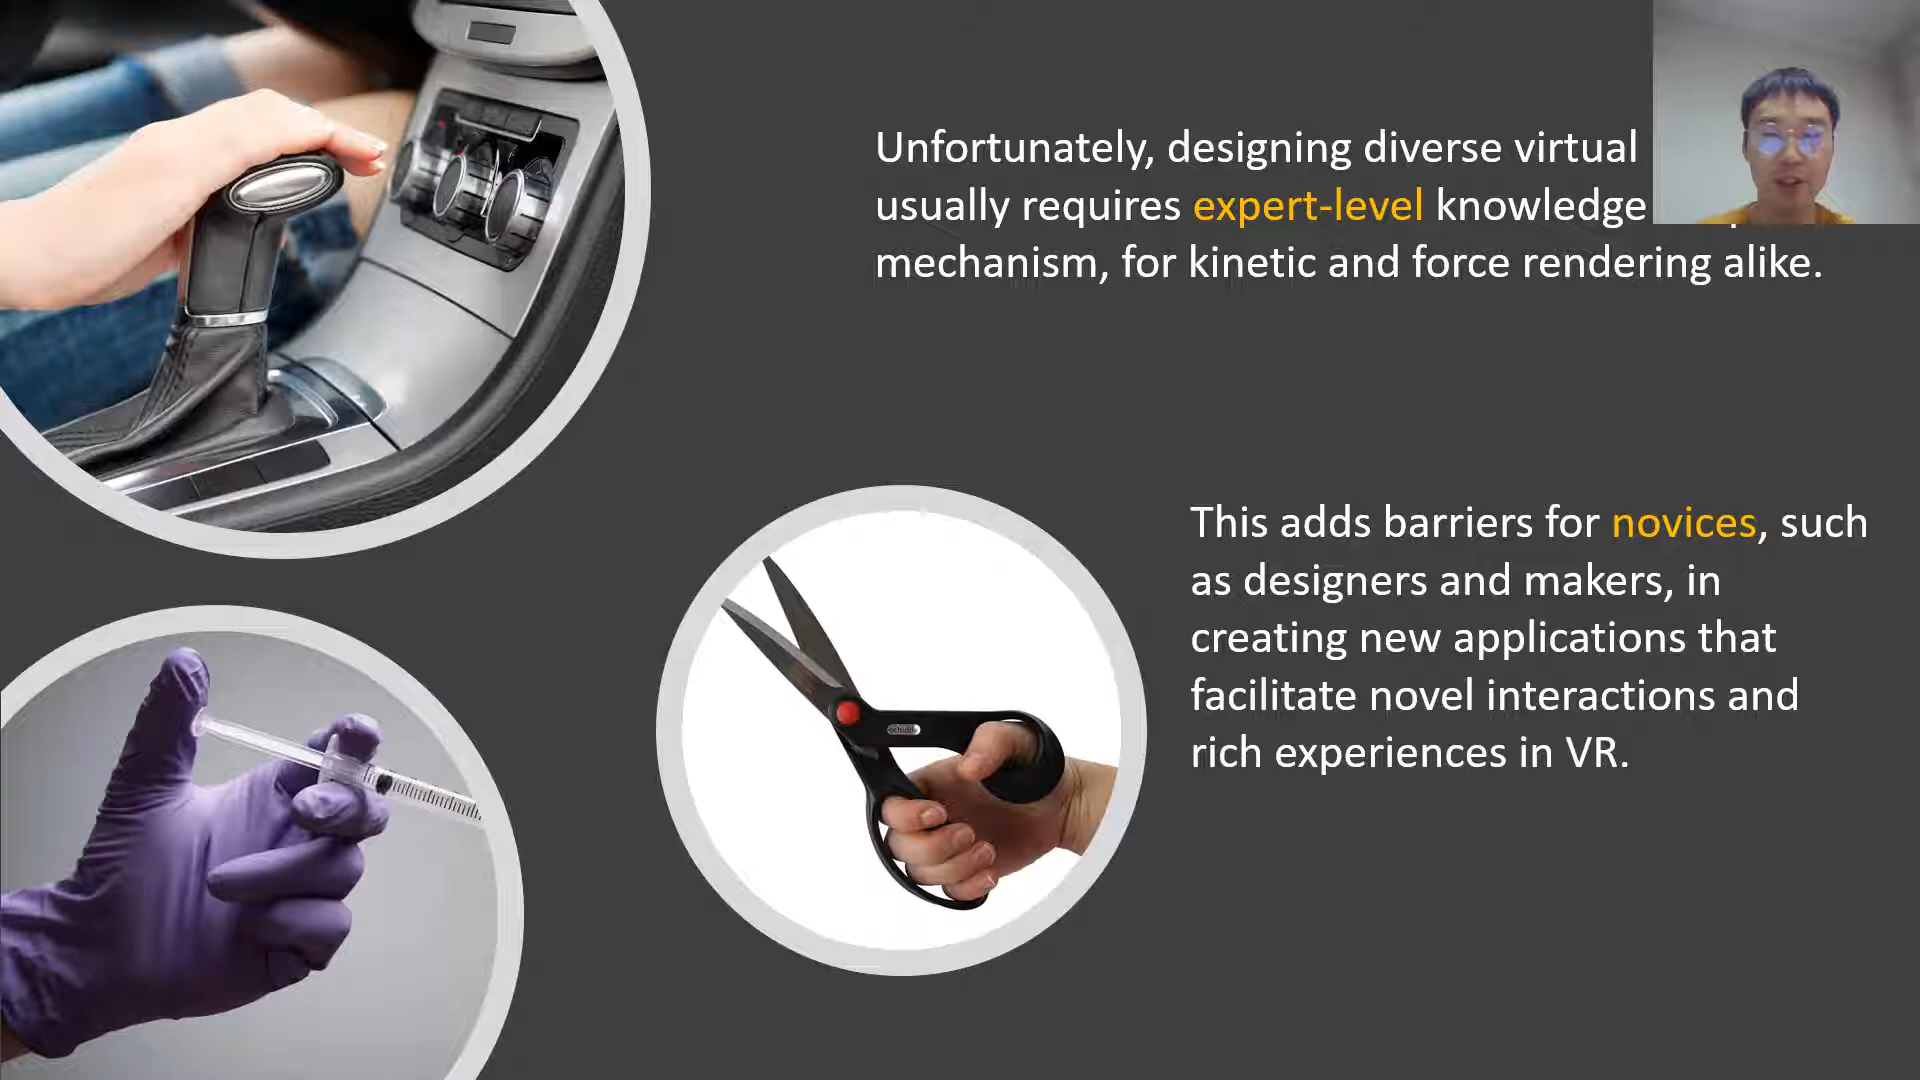 Unfortunately, designing diverse virtual
usually requires expert-level knowledge
mechanism, for kinetic and force rendering alike.
This adds barriers for novices, such
as designers and makers, in
creating new applications that
facilitate novel interactions and
rich experiences in VR.